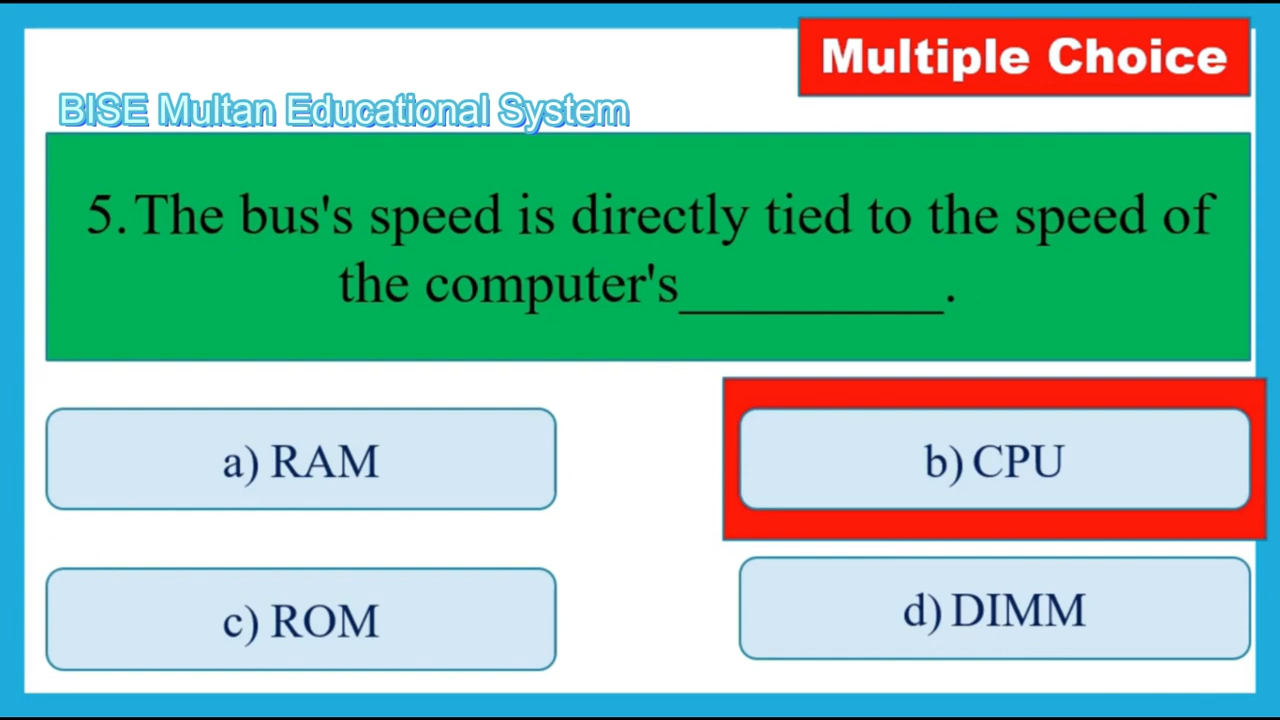 Multiple Choice
BISE Multan Educational System
5. The bus's speed is directly tied to the speed of
the computer's__________.
a) RAM
b) CPU
c) ROM
d) DIMM